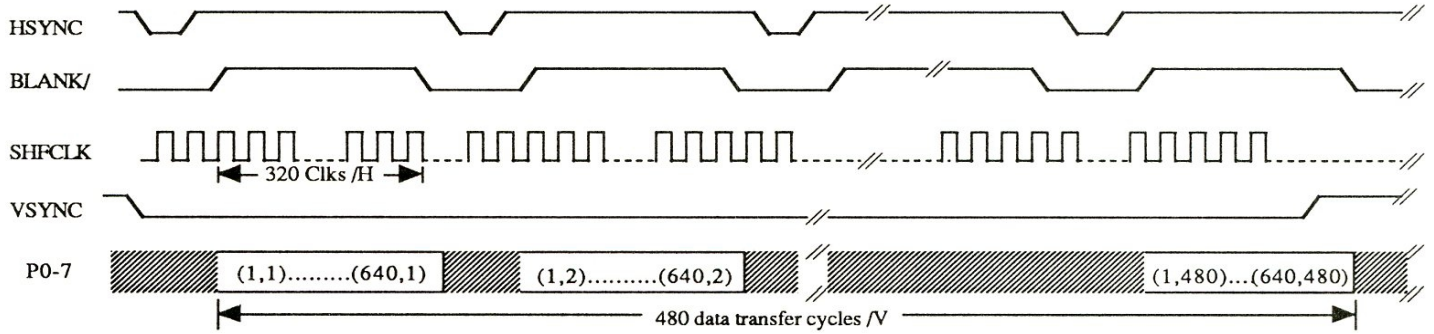 HSYNC
BLANK/
SHFCLK
320 Clks /H
VSYNC
P0-7
(1,1).........(640,1)
(1,2)..........(640,2)
(1,480)...(640,480)
480 data transfer cycles /V